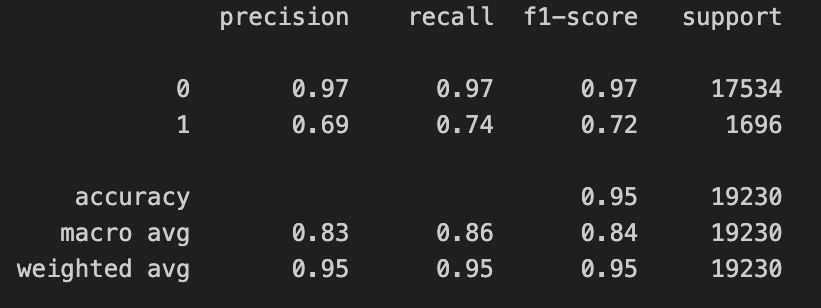 precision recall f1-score support
0 0.97 0.97 0.97 17534
1 0.69 0.74 0.72 1696
accuracy 0.95 19230
macro avg 0.83 0.86 0.84 19230
weighted avg 0.95 0.95 0.95 19230